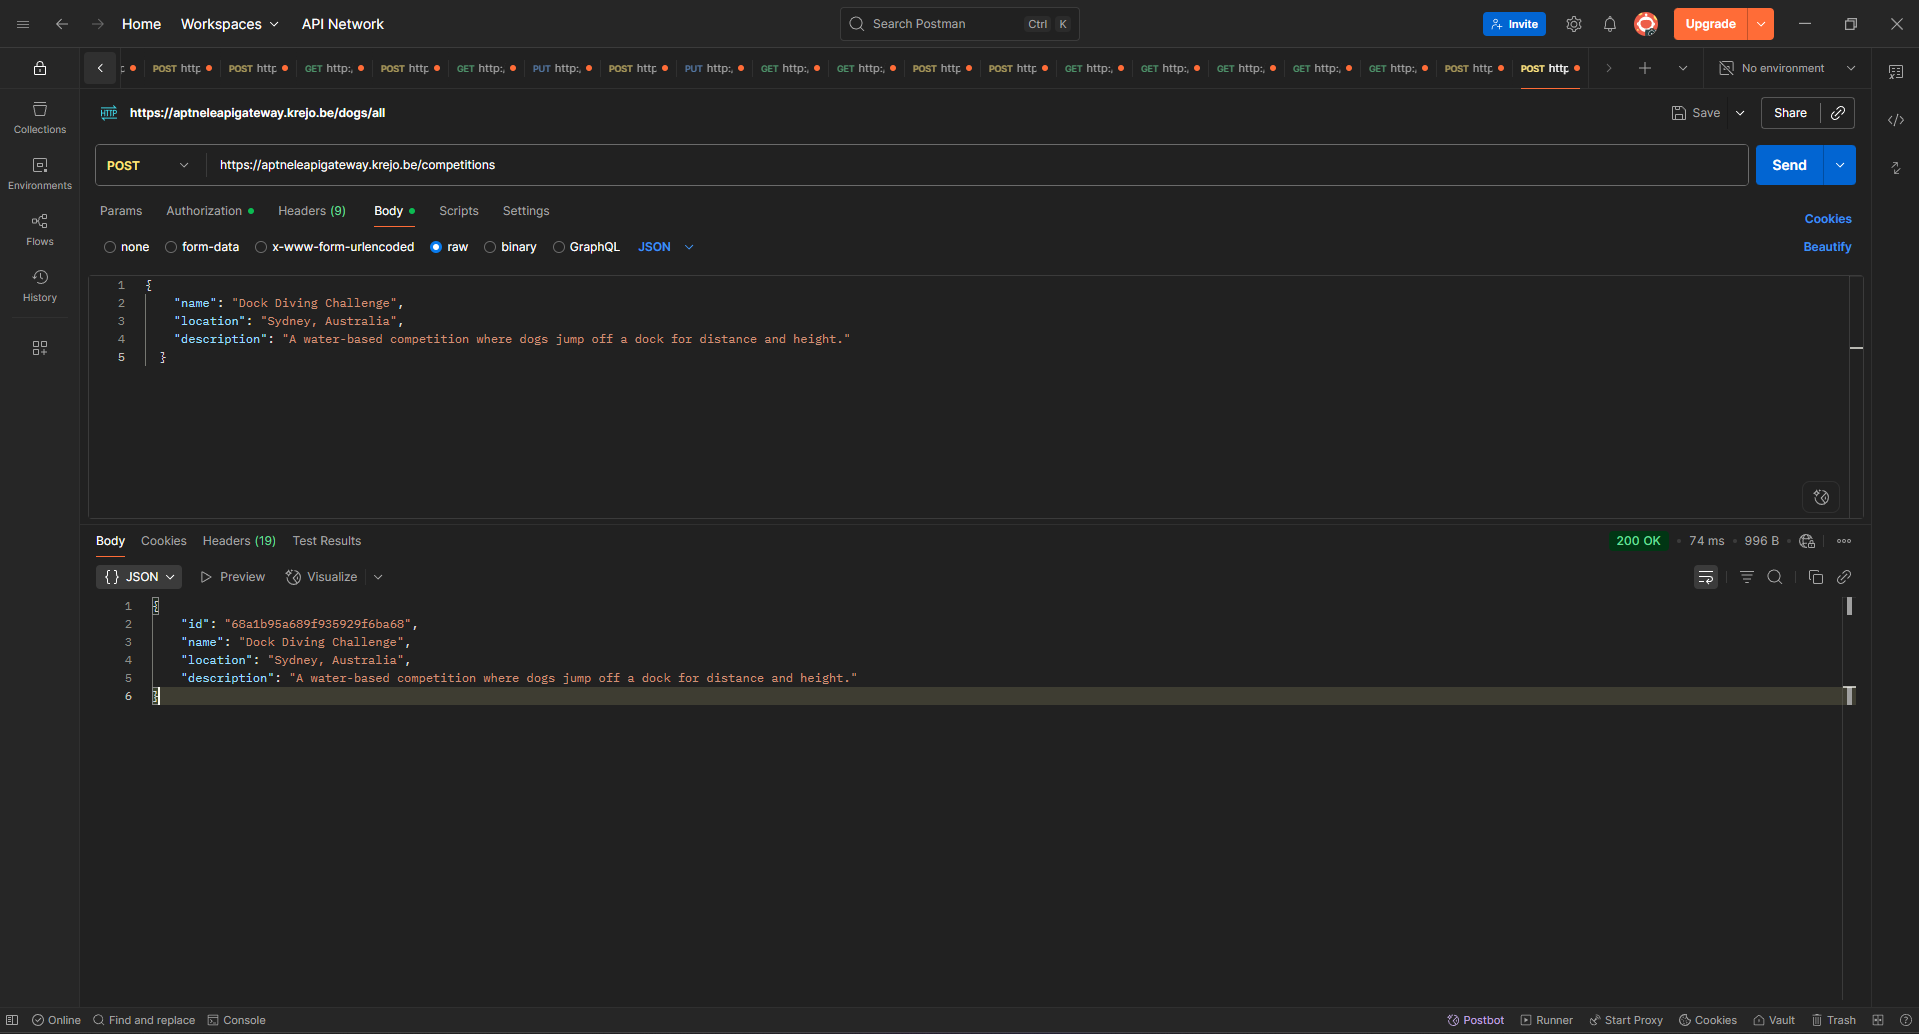 Home Workspaces API Network Search Postman Ctrl K Invite Upgrade
POST http POST http GET http:, POST http GET http:, PUT http:, POST http PUT http:, GET http:, GET http:, POST http POST http GET http:, GET http:, GET http:, GET http:, GET http:, POST http POST http No environment
HTTP https://aptneleapigateway.krejo.be/dogs/all Save Share
POST https://aptneleapigateway.krejo.be/competitions Send
Params Authorization Headers (9) Body Scripts Settings Cookies
none form-data x-www-form-urlencoded raw binary GraphQL JSON Beautify
Collections
Environments
Flows
History
1 {
2 "name": "Dock Diving Challenge",
3 "location": "Sydney, Australia",
4 "description": "A water-based competition where dogs jump off a dock for distance and height."
5 }
Body Cookies Headers (19) Test Results 200 OK 74 ms 996 B
{} JSON Preview Visualize
1 {
2 "id": "68a1b95a689f935929f6ba68",
3 "name": "Dock Diving Challenge",
4 "location": "Sydney, Australia",
5 "description": "A water-based competition where dogs jump off a dock for distance and height."
6 }
Online Find and replace Console Postbot Runner Start Proxy Cookies Vault Trash